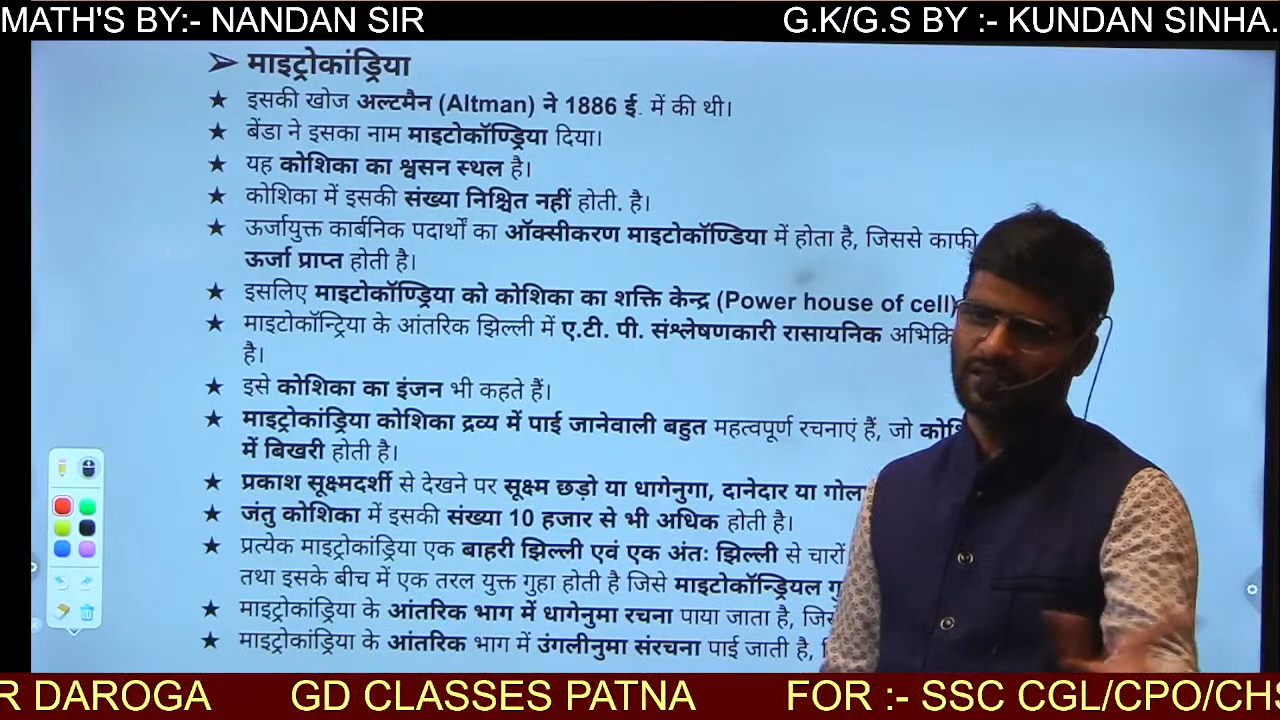 MATH'S BY:- NANDAN SIR
G.K/G.S BY :- KUNDAN SINHA.
➢ माइट्रोकांड्रिया
★ इसकी खोज अल्टमैन (Altman) ने 1886 ई. में की थी।
★ बेंडा ने इसका नाम माइटोकॉण्ड्रिया दिया।
★ यह कोशिका का श्वसन स्थल है।
★ कोशिका में इसकी संख्या निश्चित नहीं होती. है।
★ ऊर्जायुक्त कार्बनिक पदार्थों का ऑक्सीकरण माइटोकॉण्डिया में होता है, जिससे काफी
ऊर्जा प्राप्त होती है।
★ इसलिए माइटोकॉण्ड्रिया को कोशिका का शक्ति केन्द्र (Power house of cell)
★ माइटोकॉन्ट्रिया के आंतरिक झिल्ली में ए.टी. पी. संश्लेषणकारी रासायनिक
है।
★ इसे कोशिका का इंजन भी कहते हैं।
★ माइट्रोकांड्रिया कोशिका द्रव्य में पाई जानेवाली बहुत महत्वपूर्ण रचनाएं हैं, जो
में बिखरी होती है।
★ प्रकाश सूक्ष्मदर्शी से देखने पर सूक्ष्म छड़ो या धागेनुगा, दानेदार या
★ जंतु कोशिका में इसकी संख्या 10 हजार से भी अधिक होती है।
★ प्रत्येक माइट्रोकांड्रिया एक बाहरी झिल्ली एवं एक अंतः झिल्ली से चारों
तथा इसके बीच में एक तरल युक्त गुहा होती है जिसे माइटोकॉन्ड्रियल
★ माइट्रोकांड्रिया के आंतरिक भाग में धागेनुमा रचना पाया जाता है,
★ माइट्रोकांड्रिया के आंतरिक भाग में उंगलीनुमा संरचना पाई जाती है,
R DAROGA GD CLASSES PATNA FOR :- SSC CGL/CPO/CHS